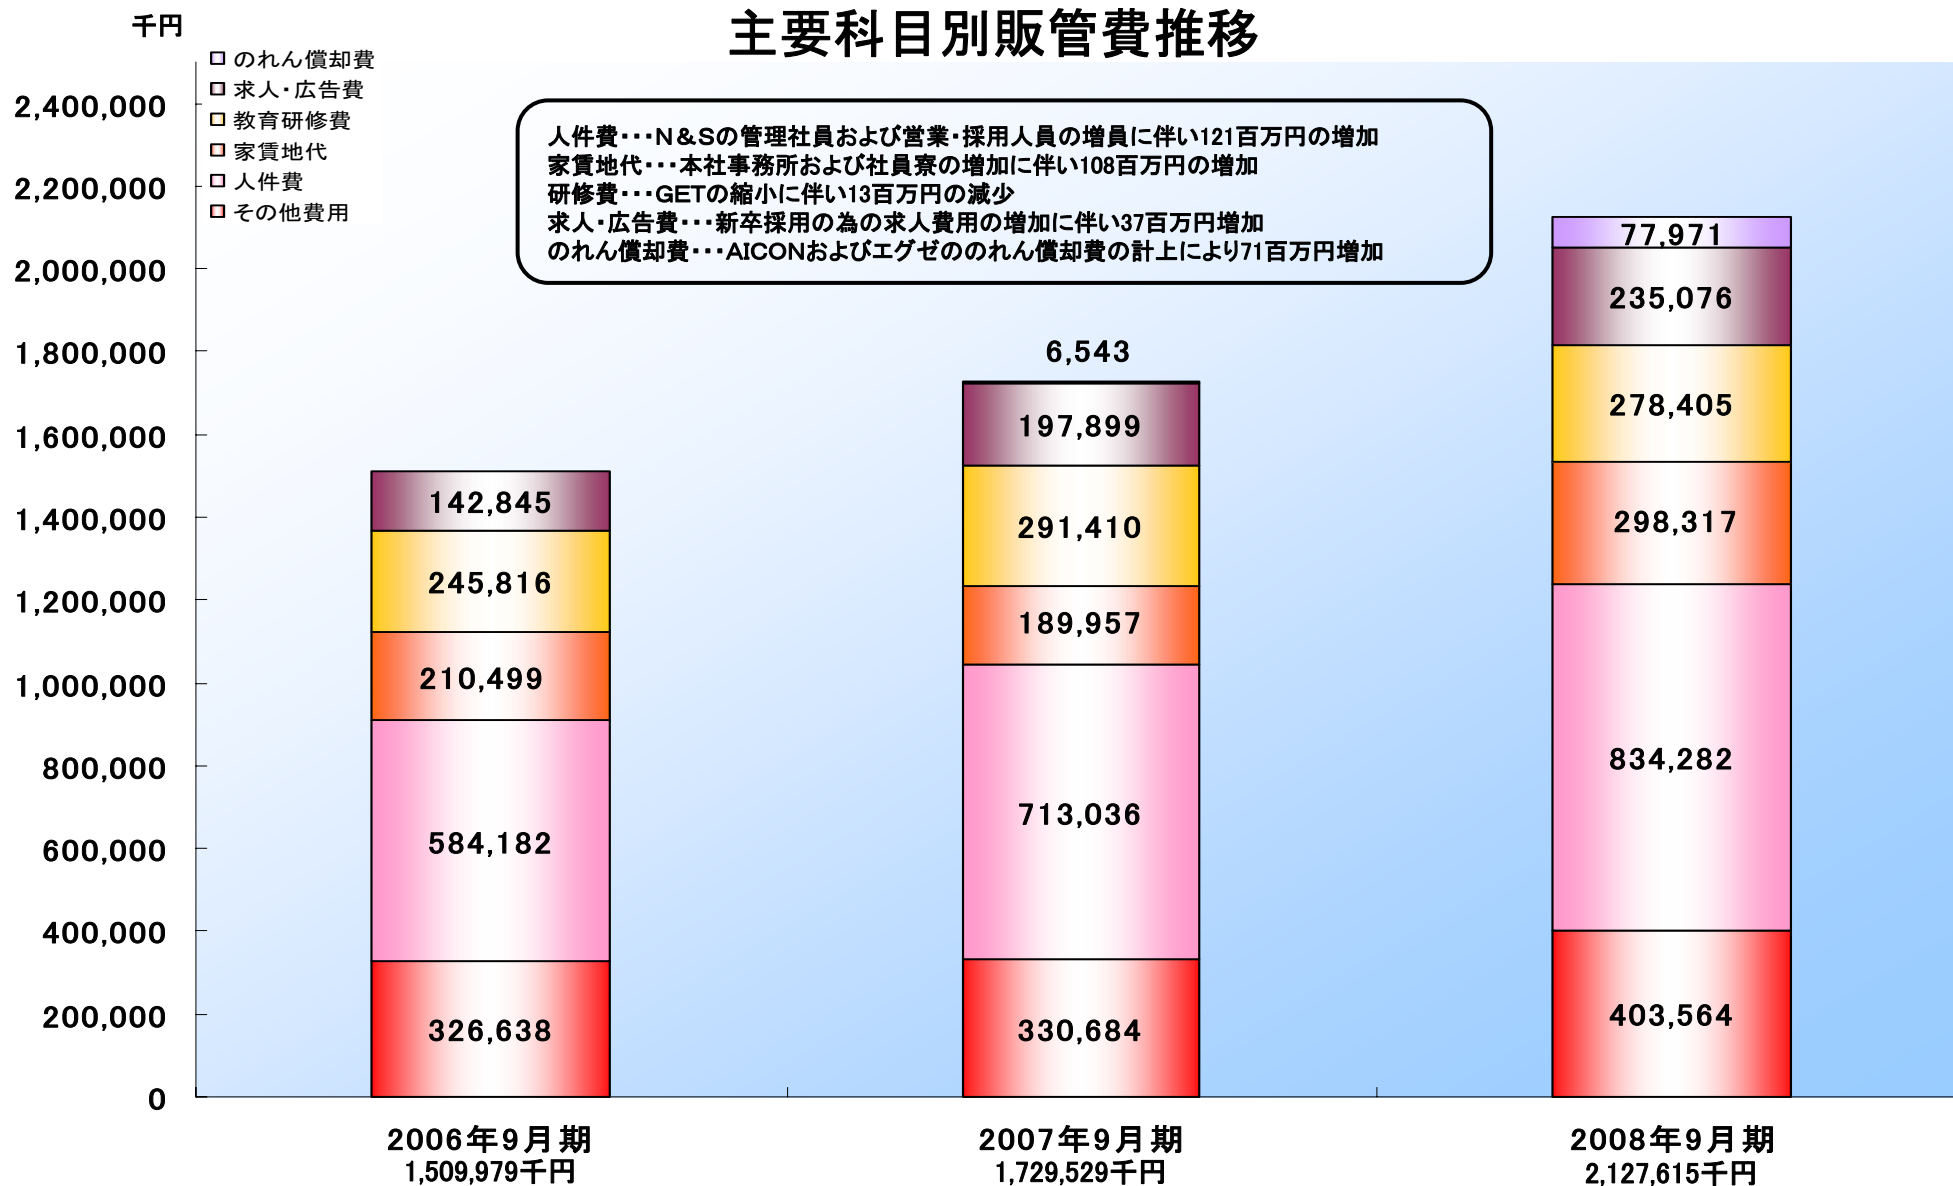 主要科目別販管費推移
千円
のれん償却費
求人・広告費
教育研修費
家賃地代
人件費
その他費用
人件費・・・N&Sの管理社員および営業・採用人員の増員に伴い121百万円の増加
家賃地代・・・本社事務所および社員寮の増加に伴い108百万円の増加
研修費・・・GETの縮小に伴い13百万円の減少
求人・広告費・・・新卒採用の為の求人費用の増加に伴い37百万円増加
のれん償却費・・・AICONおよびエグゼののれん償却費の計上により71百万円増加
2,400,000
2,200,000
2,000,000
1,800,000
1,600,000
1,400,000
1,200,000
1,000,000
800,000
600,000
400,000
200,000
0
142,845
245,816
210,499
584,182
326,638
6,543
197,899
291,410
189,957
713,036
330,684
77,971
235,076
278,405
298,317
834,282
403,564
2006年9月期
1,509,979千円
2007年9月期
1,729,529千円
2008年9月期
2,127,615千円